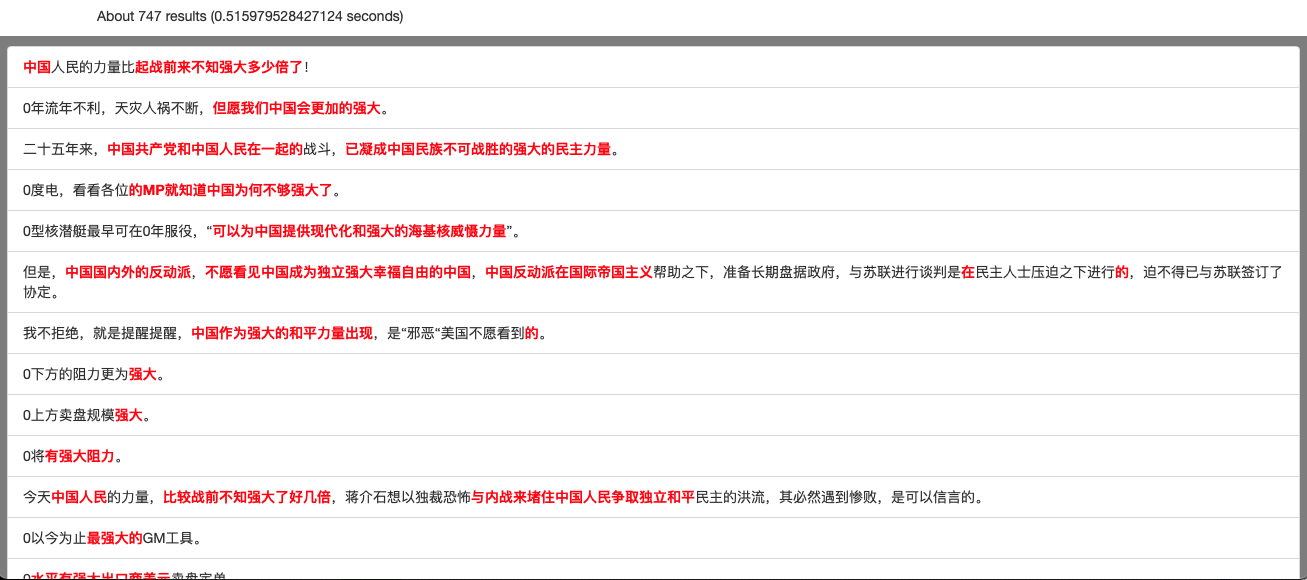 About 747 results (0.515979528427124 seconds)
中国人民的力量比起战前来不知强大多少倍了！
0年流年不利，天灾人祸不断，但愿我们中国会更加的强大。
二十五年来，中国共产党和中国人民在一起的战斗，已凝成中国民族不可战胜的强大的民主力量。
0度电，看看各位的MP就知道中国为何不够强大了。
0型核潜艇最早可在0年服役，“可以为中国提供现代化和强大的海基核威慑力量”。
但是，中国国内外的反动派，不愿看见中国成为独立强大幸福自由的中国，中国反动派在国际帝国主义帮助之下，准备长期盘据政府，与苏联进行谈判是在民主人士压迫之下进行的，迫不得已与苏联签订了
协定。
我不拒绝，就是提醒提醒，中国作为强大的和平力量出现，是“邪恶“美国不愿看到的。
0下方的阻力更为强大。
0上方卖盘规模强大。
0将有强大阻力。
今天中国人民的力量，比较战前不知强大了好几倍，蒋介石想以独裁恐怖与内战来堵住中国人民争取独立和平民主的洪流，其必然遇到惨败，是可以信言的。
0以今为止最强大的GM工具。
0水平有强大出口商美元卖盘定单